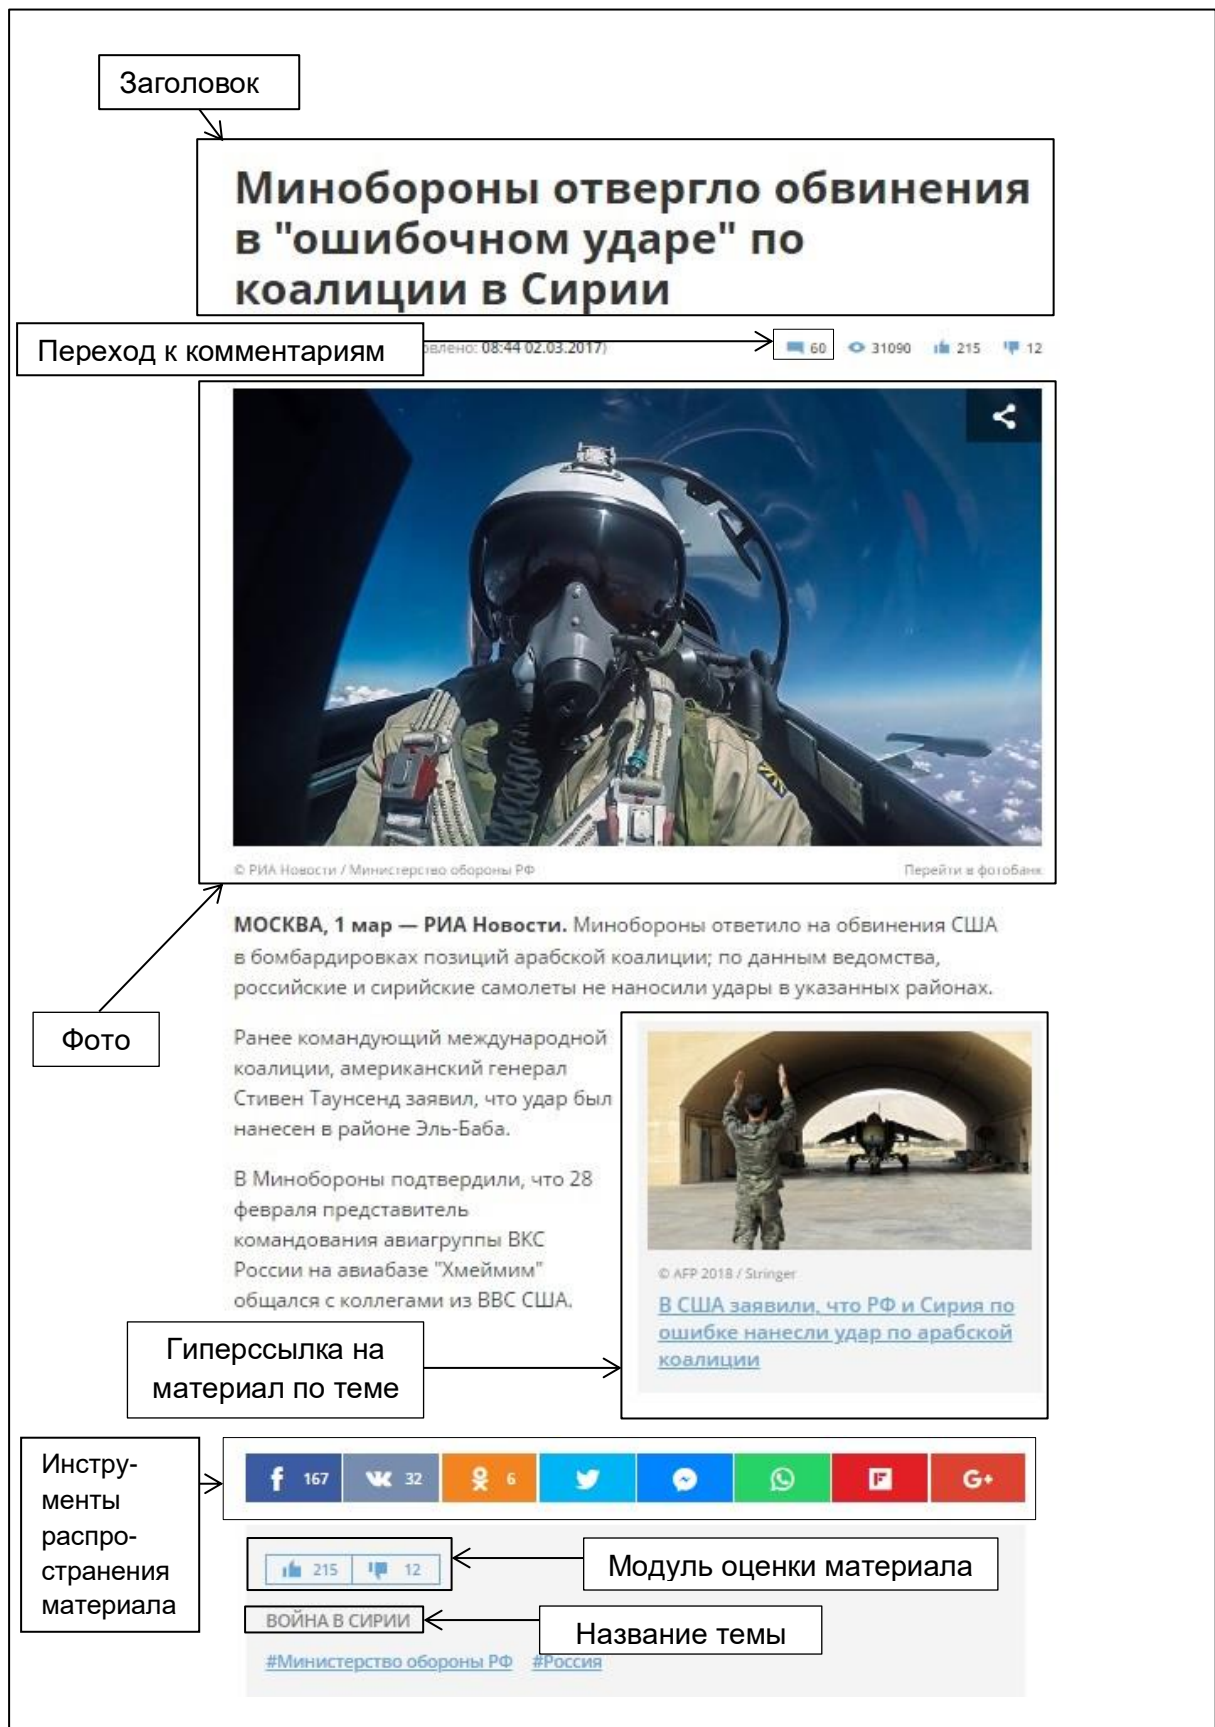 Заголовок
Минобороны отвергло обвинения
в "ошибочном ударе" по
коалиции в Сирии
Переход к комментариям
овлено: 08:44 02.03.2017)
60 31090 215 12
© РИА Новости / Министерство обороны РФ
Перейти в фотобанк
МОСКВА, 1 мар — РИА Новости. Минобороны ответило на обвинения США
в бомбардировках позиций арабской коалиции; по данным ведомства,
российские и сирийские самолеты не наносили удары в указанных районах.
Фото
Ранее командующий международной
коалиции, американский генерал
Стивен Таунсенд заявил, что удар был
нанесен в районе Эль-Баба.
В Минобороны подтвердили, что 28
февраля представитель
командования авиагруппы ВКС
России на авиабазе "Хмеймим"
общался с коллегами из ВВС США.
© AFP 2018 / Stringer
В США заявили, что РФ и Сирия по
ошибке нанесли удар по арабской
коалиции
Гиперссылка на
материал по теме
Инстру-
менты
распро-
странения
материала
167 32 6 G+
215 12
Модуль оценки материала
ВОЙНА В СИРИИ
Название темы
#Министерство обороны РФ #Россия